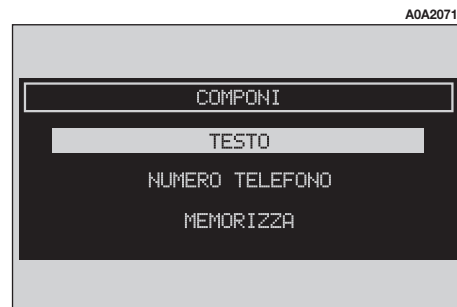 A0A2071
COMPONI
TESTO
NUMERO TELEFONO
MEMORIZZA